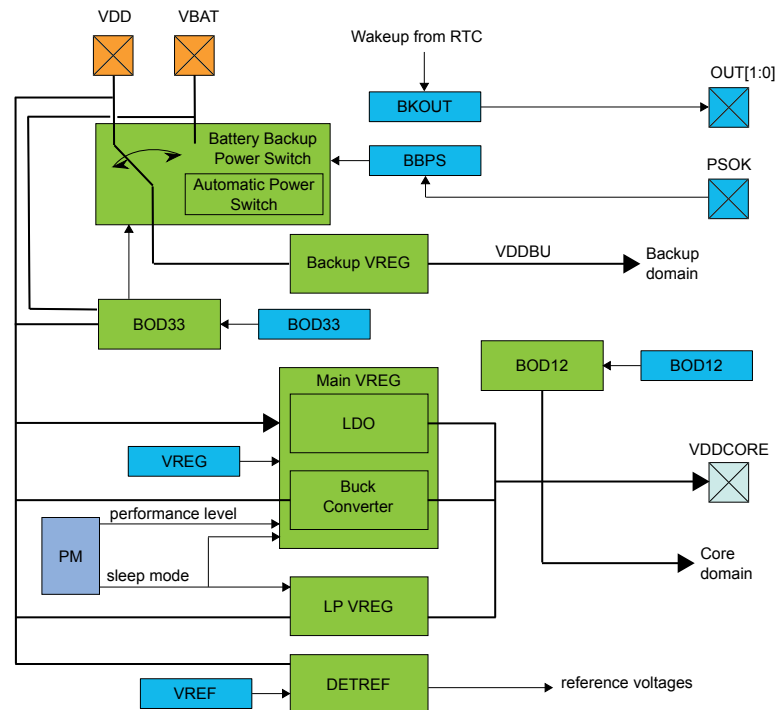 VDD
VBAT
Wakeup from RTC
OUT[1:0]
BKOUT
Battery Backup
Power Switch
BBPS
PSOK
Automatic Power
Switch
Backup VREG
VDDBU
Backup
domain
BOD33
BOD33
BOD12
BOD12
Main VREG
LDO
VREG
VDDCORE
Buck
Converter
performance level
PM
sleep mode
Core
domain
LP VREG
VREF
DETREF
reference voltages